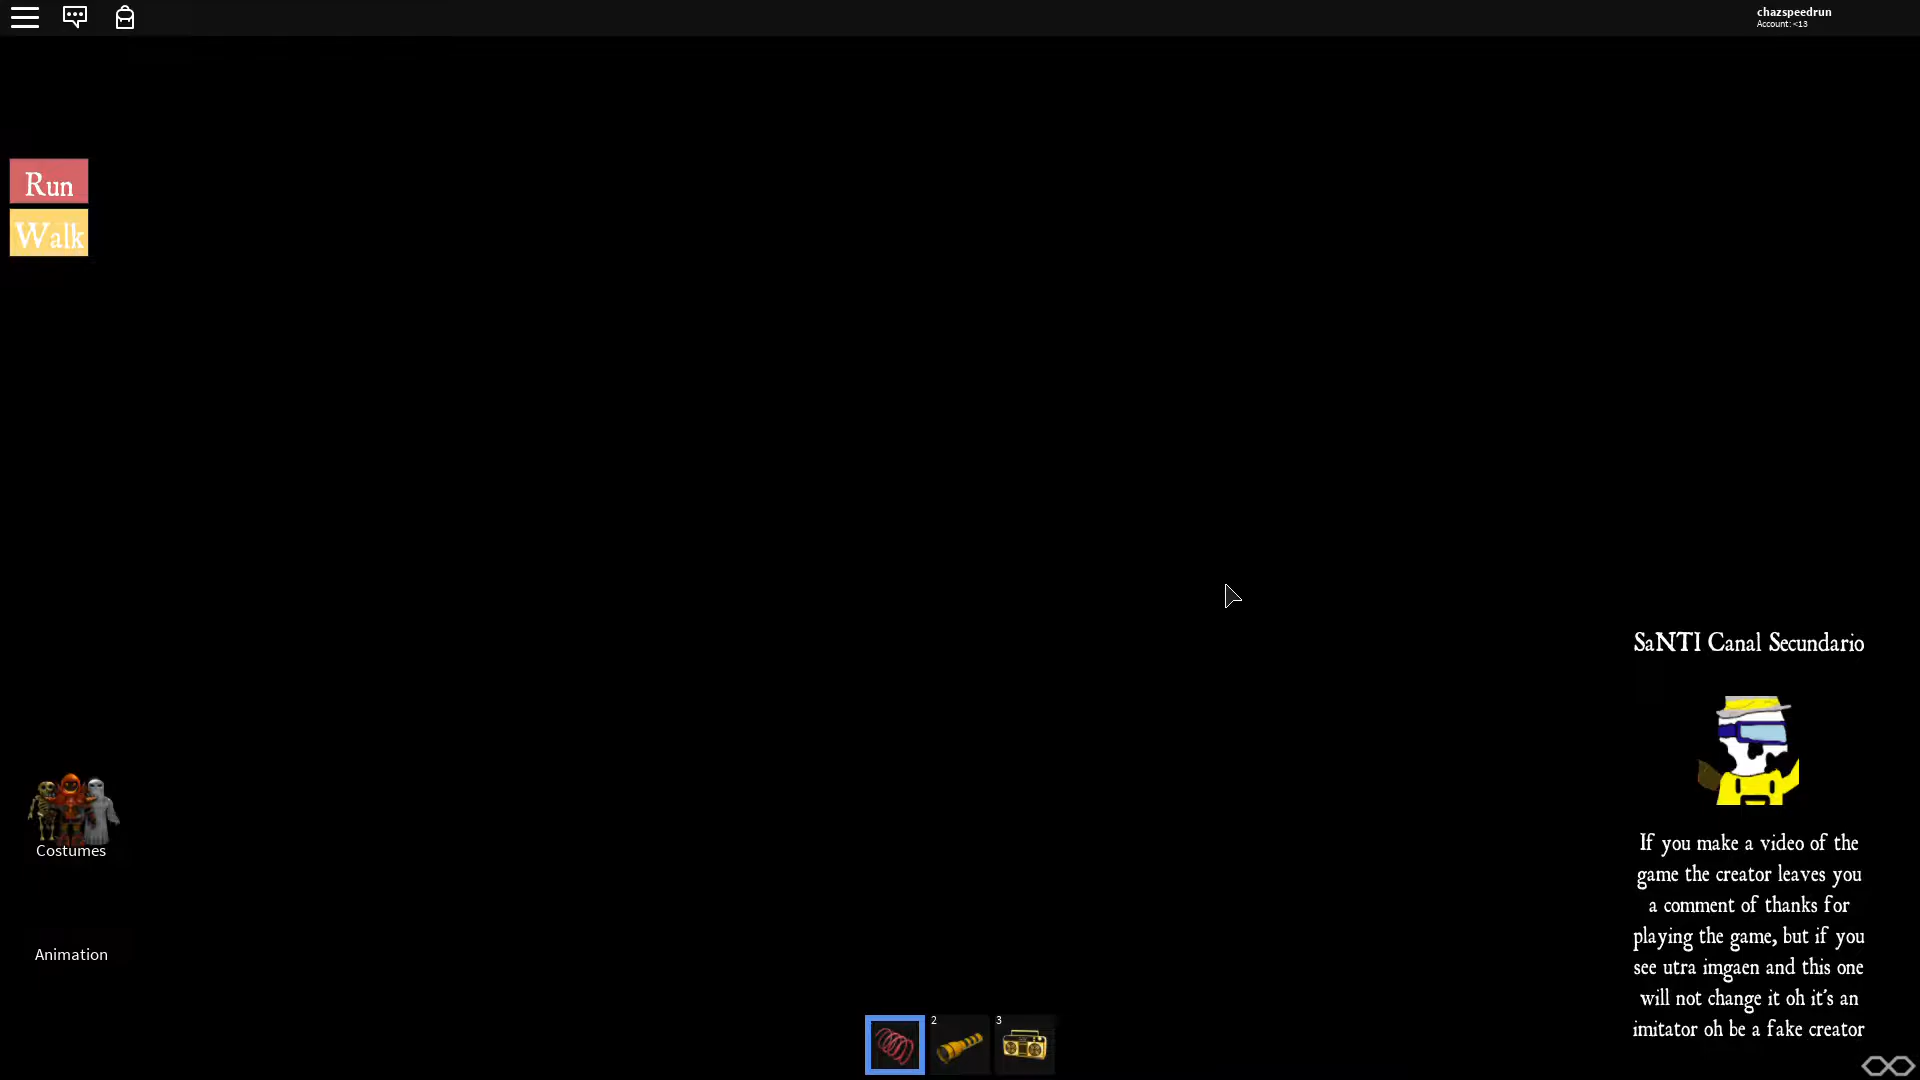 chazspeedrun
Account: <13
Run
Walk
SaNTI Canal Secundario
If you make a video of the
game the creator leaves you
a comment of thanks for
playing the game, but if you
see utra imgaen and this one
will not change it oh it's an
imitator oh be a fake creator
Costumes
Animation
2
3